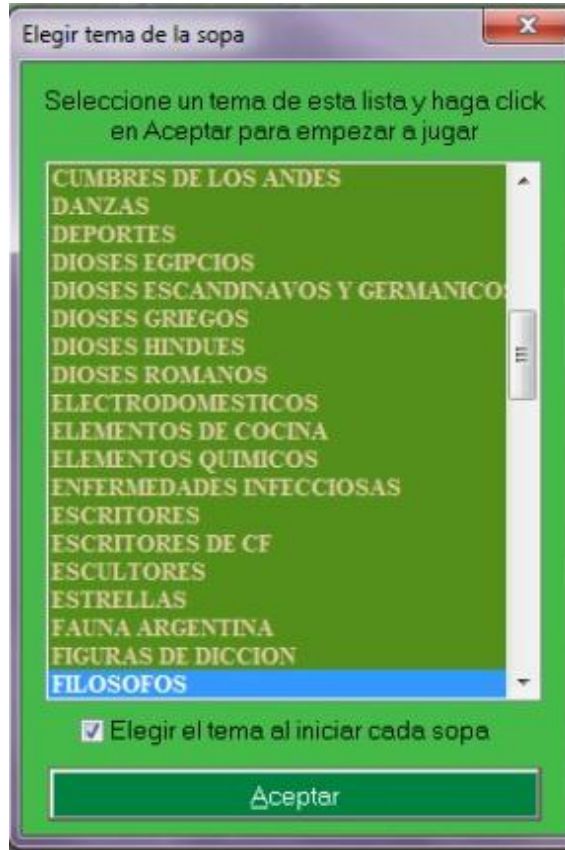 Elegir tema de la sopa
Seleccione un tema de esta lista y haga click
en Aceptar para empezar a jugar
CUMBRES DE LOS ANDES
DANZAS
DEPORTES
DIOSES EGIPCIOS
DIOSES ESCANDINAVOS Y GERMANICOS
DIOSES GRIEGOS
DIOSES HINDUES
DIOSES ROMANOS
ELECTRODOMESTICOS
ELEMENTOS DE COCINA
ELEMENTOS QUIMICOS
ENFERMEDADES INFECCIOSAS
ESCRITORES
ESCRITORES DE CF
ESCULTORES
ESTRELLAS
FAUNA ARGENTINA
FIGURAS DE DICCION
FILOSOFOS
Elegir el tema al iniciar cada sopa
Aceptar